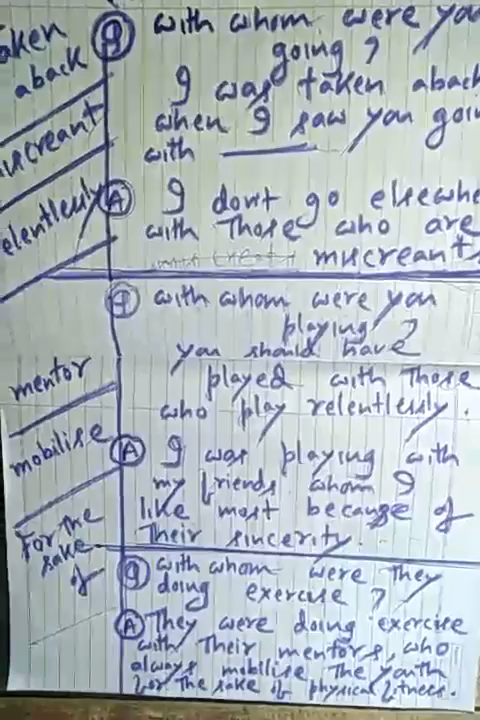 taken
aback
miscreant
relentlessly
mentor
mobilise
For the
sake
of
Q with whom were you
going?
I was taken aback
when I saw you going
with
A I don't go elsewhere
with those who are
miscreants
Q with whom were you
playing?
you should have
played with those
who play relentlessly.
A I was playing with
my friends whom I
like most because of
Their sincerity.
Q with whom were they
doing exercise?
A They were doing exercise
with Their mentors, who
always mobilise the youth
for the sake of physical fitness.